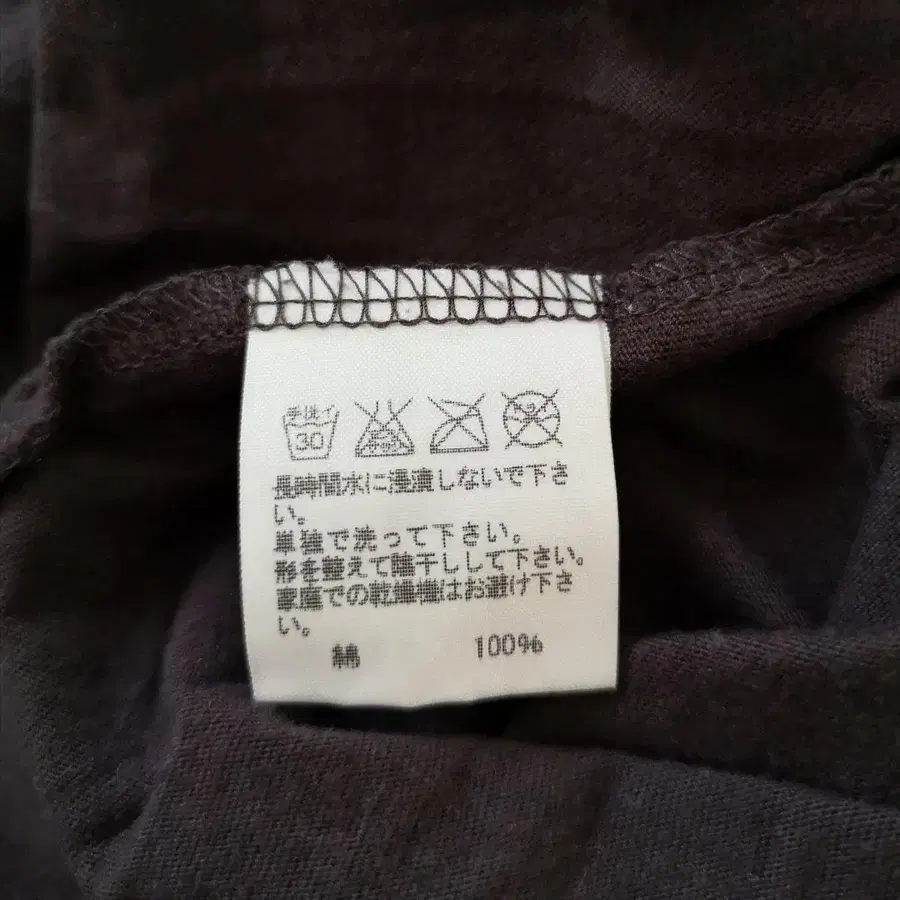 手洗イ
30
長時間水に浸漬しないで下さ
い。
単独で洗って下さい。
形を整えて陰干しして下さい。
家庭での乾燥機はお避け下さ
い。
綿 100%